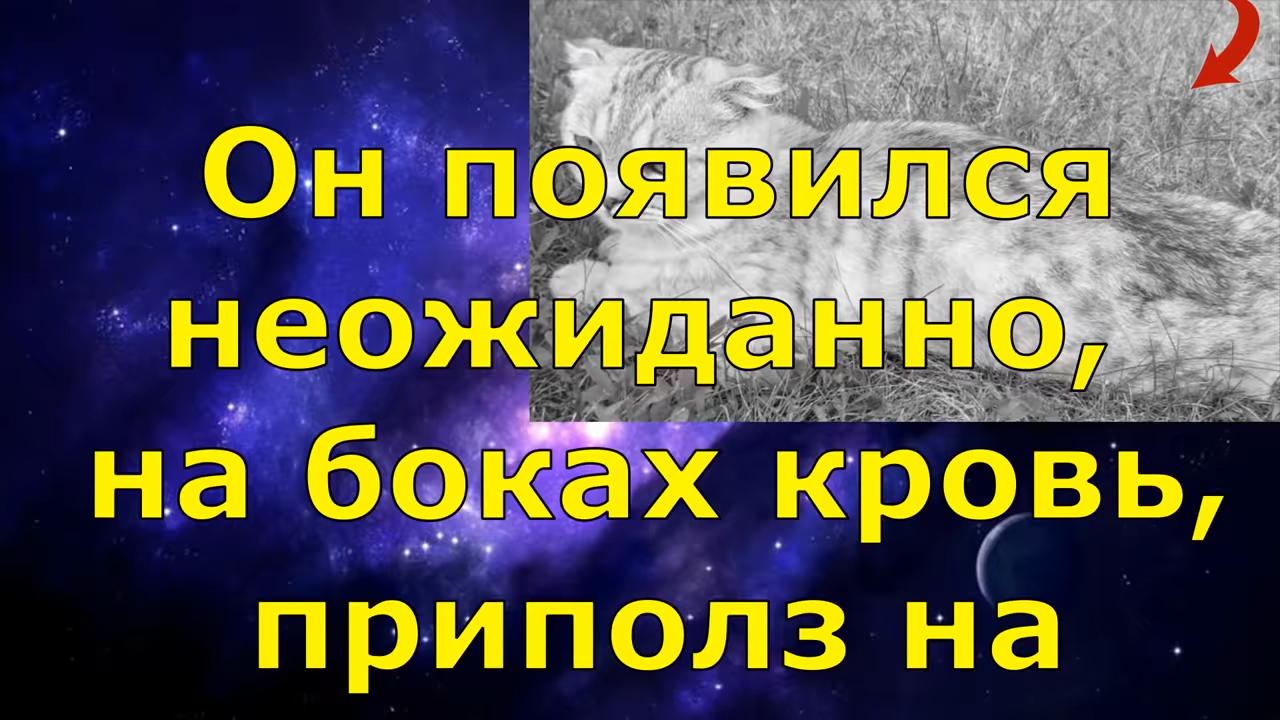 Он появился
неожиданно,
на боках кровь,
приполз на